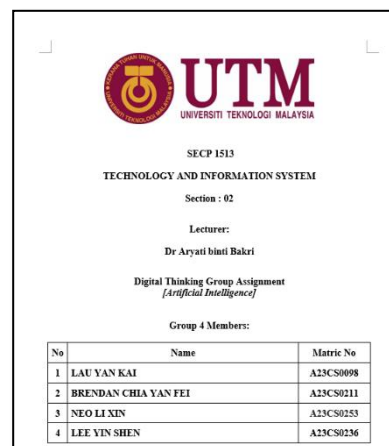 UTM
UNIVERSITI TEKNOLOGI MALAYSIA
SECP 1513
TECHNOLOGY AND INFORMATION SYSTEM
Section : 02
Lecturer:
Dr Aryati binti Bakri
Digital Thinking Group Assignment
[Artificial Intelligence]
Group 4 Members:
No Name Matric No
1 LAU YAN KAI A23CS0098
2 BRENDAN CHIA YAN FEI A23CS0211
3 NEO LI XIN A23CS0253
4 LEE YIN SHEN A23CS0236